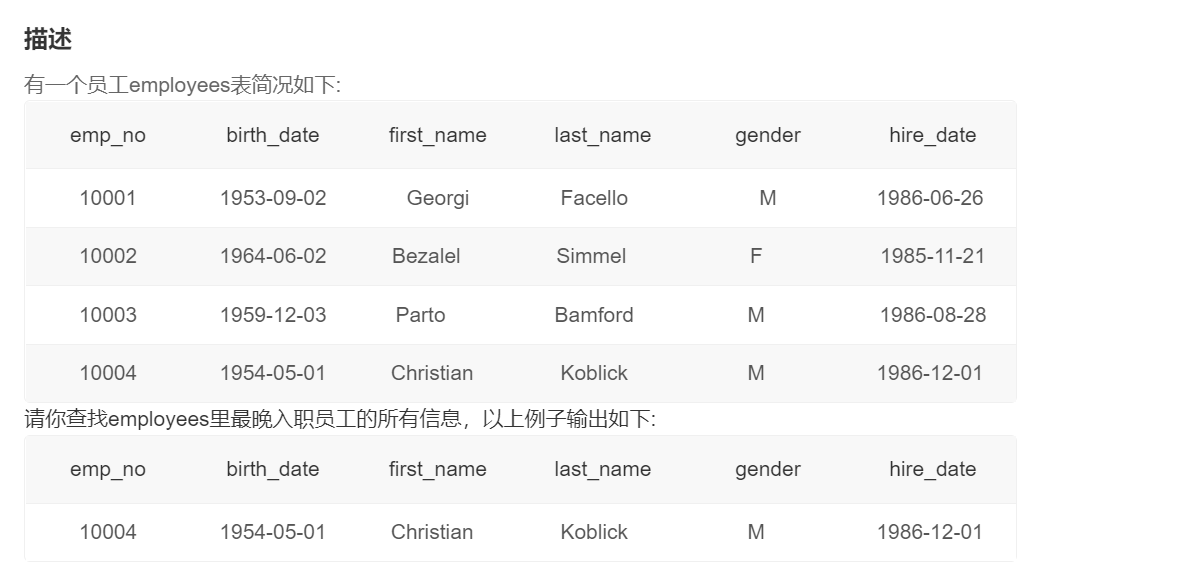 描述
有一个员工employees表简况如下:
emp_no birth_date first_name last_name gender hire_date
10001 1953-09-02 Georgi Facello M 1986-06-26
10002 1964-06-02 Bezalel Simmel F 1985-11-21
10003 1959-12-03 Parto Bamford M 1986-08-28
10004 1954-05-01 Christian Koblick M 1986-12-01
请你查找employees里最晚入职员工的所有信息，以上例子输出如下:
emp_no birth_date first_name last_name gender hire_date
10004 1954-05-01 Christian Koblick M 1986-12-01